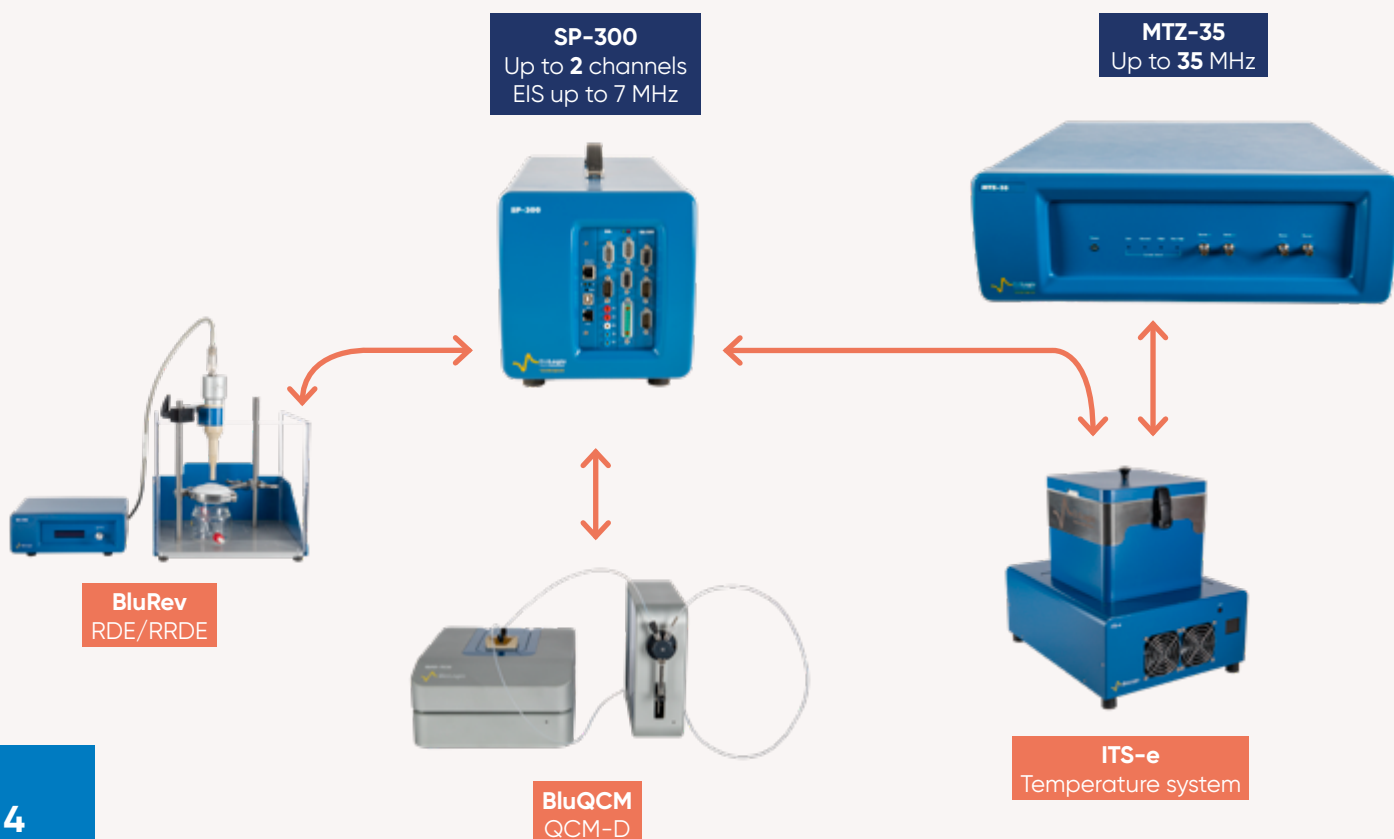 SP-300
Up to 2 channels
EIS up to 7 MHz
MTZ-35
Up to 35 MHz
SP-300
BluRev
RDE/RRDE
BluQCM
QCM-D
ITS-e
Temperature system
4